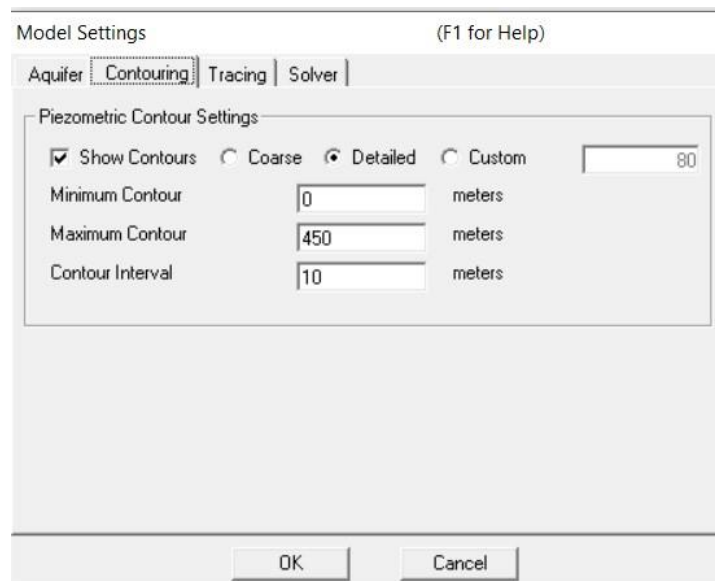 Model Settings (F1 for Help)
Aquifer Contouring Tracing Solver
Piezometric Contour Settings
Show Contours Coarse Detailed Custom 80
Minimum Contour 0 meters
Maximum Contour 450 meters
Contour Interval 10 meters
OK Cancel